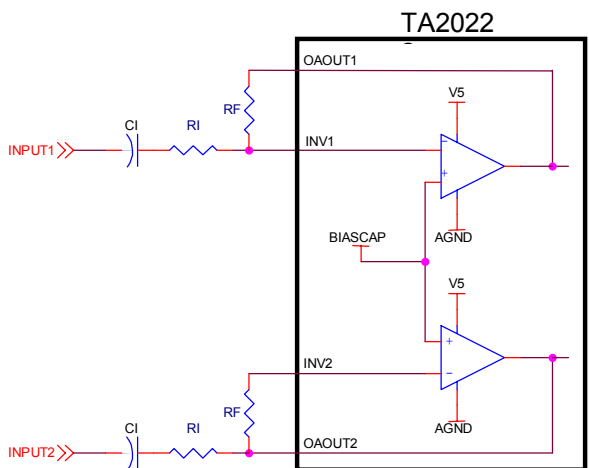 TA2022
OAOUT1
V5
RF
CI
RI
INPUT1
INV1
AGND
BIASCAP
V5
INV2
RF
CI
RI
AGND
INPUT2
OAOUT2